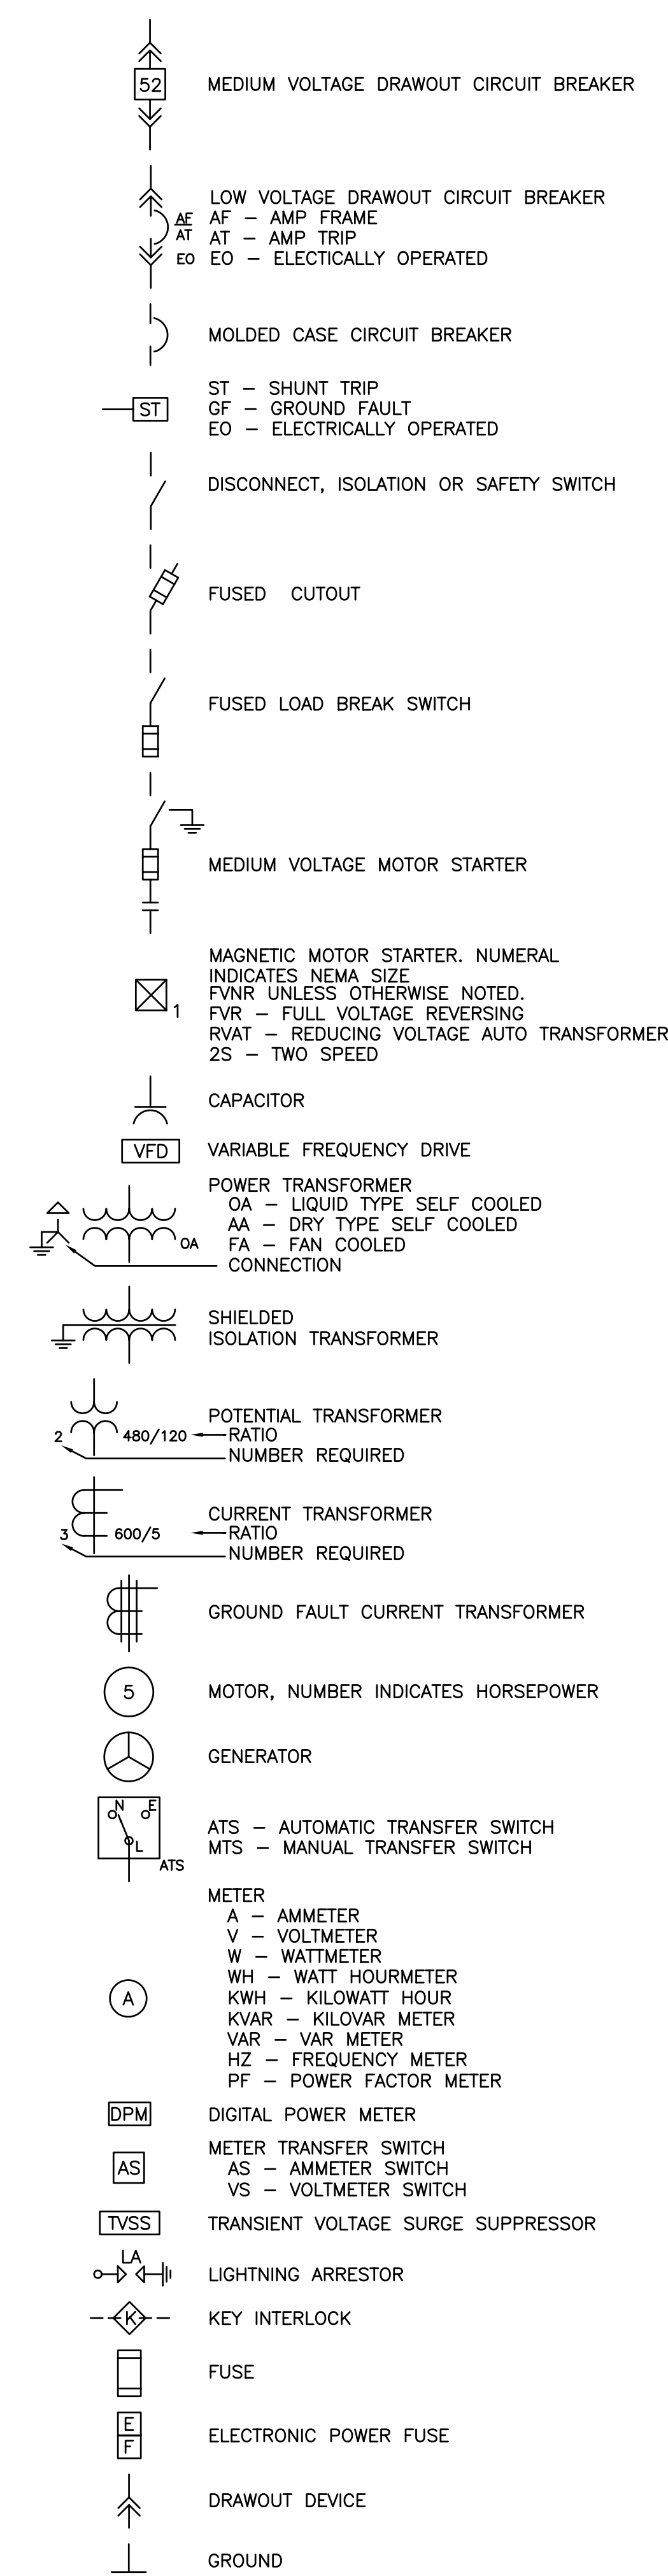 52 MEDIUM VOLTAGE DRAWOUT CIRCUIT BREAKER
LOW VOLTAGE DRAWOUT CIRCUIT BREAKER
AF AF – AMP FRAME
AT AT – AMP TRIP
EO EO – ELECTICALLY OPERATED
MOLDED CASE CIRCUIT BREAKER
ST – SHUNT TRIP
ST GF – GROUND FAULT
EO – ELECTRICALLY OPERATED
DISCONNECT, ISOLATION OR SAFETY SWITCH
FUSED CUTOUT
FUSED LOAD BREAK SWITCH
MEDIUM VOLTAGE MOTOR STARTER
MAGNETIC MOTOR STARTER. NUMERAL
INDICATES NEMA SIZE
FVNR UNLESS OTHERWISE NOTED.
1 FVR – FULL VOLTAGE REVERSING
RVAT – REDUCING VOLTAGE AUTO TRANSFORMER
2S – TWO SPEED
CAPACITOR
VFD VARIABLE FREQUENCY DRIVE
POWER TRANSFORMER
OA – LIQUID TYPE SELF COOLED
AA – DRY TYPE SELF COOLED
OA FA – FAN COOLED
CONNECTION
SHIELDED
ISOLATION TRANSFORMER
POTENTIAL TRANSFORMER
2 480/120 RATIO
NUMBER REQUIRED
CURRENT TRANSFORMER
3 600/5 RATIO
NUMBER REQUIRED
GROUND FAULT CURRENT TRANSFORMER
5 MOTOR, NUMBER INDICATES HORSEPOWER
GENERATOR
N E
ATS – AUTOMATIC TRANSFER SWITCH
L MTS – MANUAL TRANSFER SWITCH
ATS
METER
A – AMMETER
V – VOLTMETER
W – WATTMETER
WH – WATT HOURMETER
A KWH – KILOWATT HOUR
KVAR – KILOVAR METER
VAR – VAR METER
HZ – FREQUENCY METER
PF – POWER FACTOR METER
DPM DIGITAL POWER METER
METER TRANSFER SWITCH
AS AS – AMMETER SWITCH
VS – VOLTMETER SWITCH
TVSS TRANSIENT VOLTAGE SURGE SUPPRESSOR
LA
LIGHTNING ARRESTOR
K KEY INTERLOCK
FUSE
E
ELECTRONIC POWER FUSE
F
DRAWOUT DEVICE
GROUND